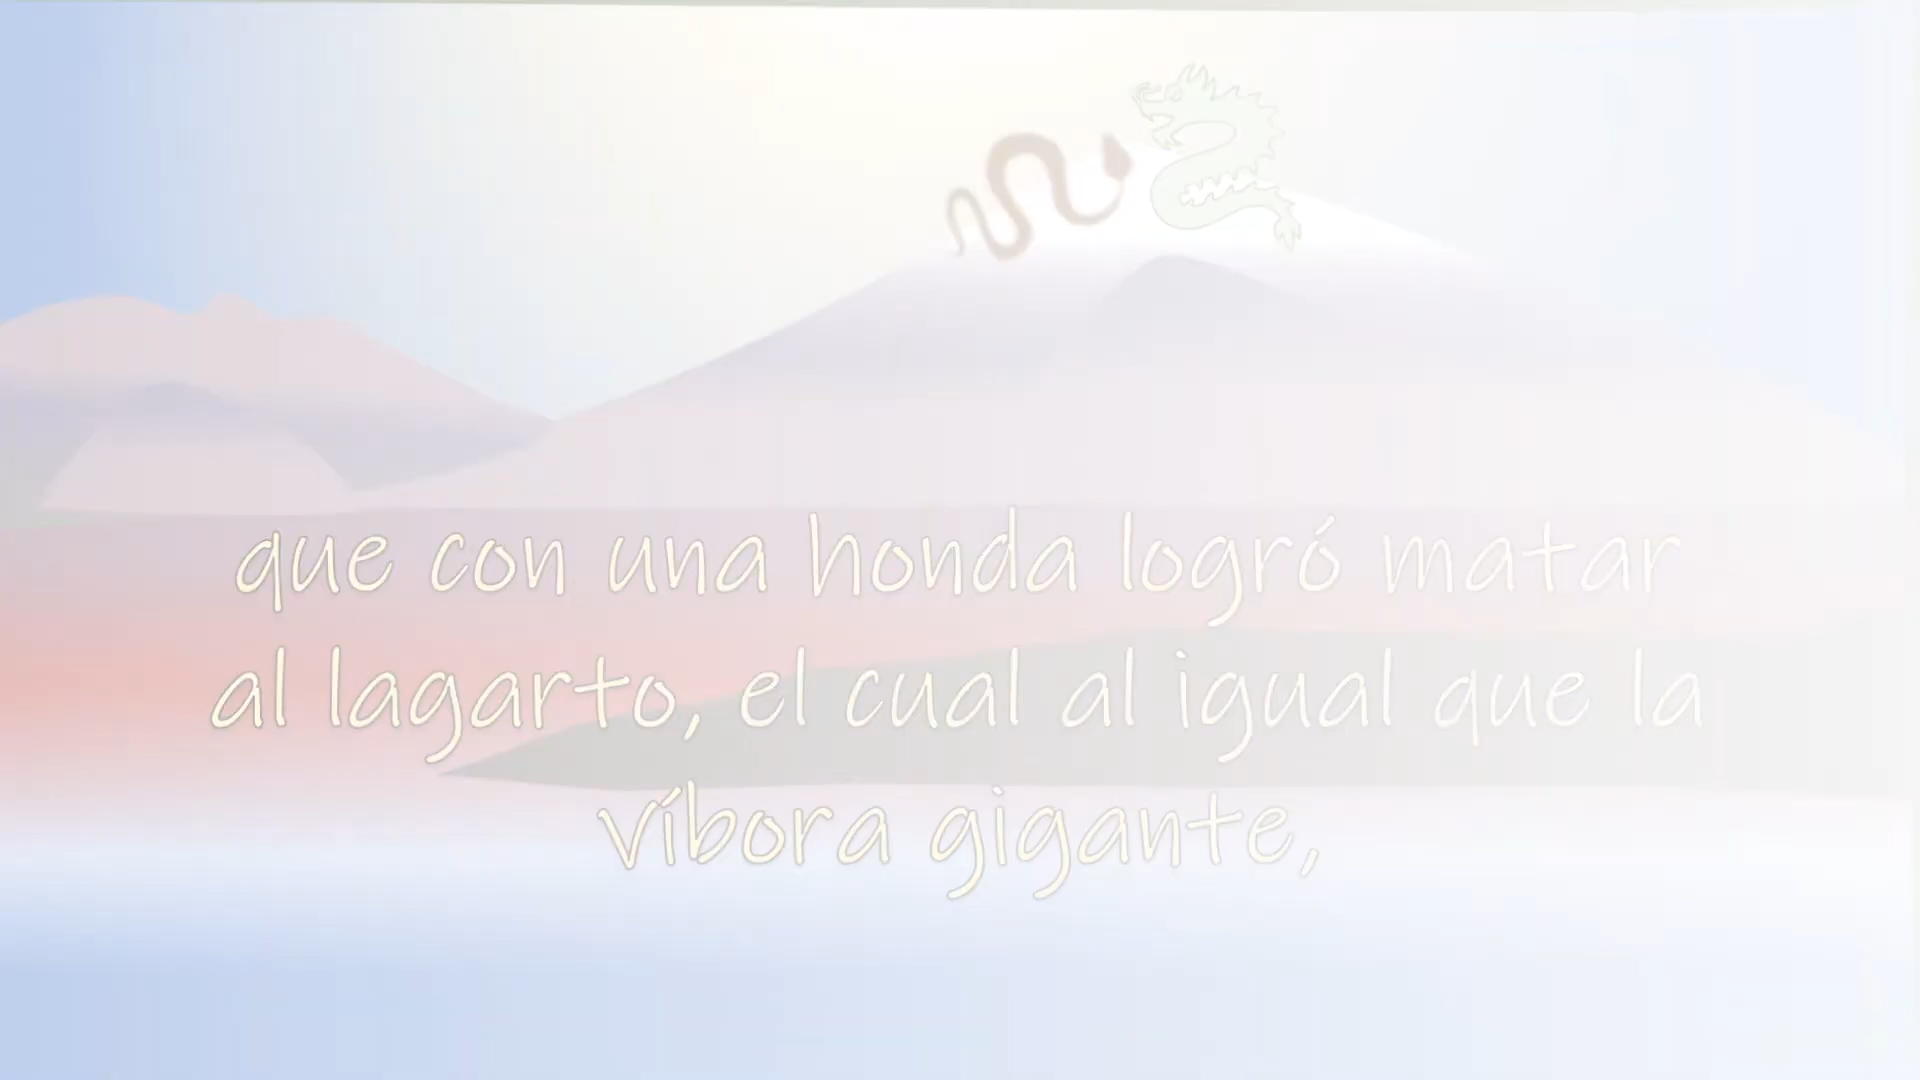 que con una honda logró matar
al lagarto, el cual al igual que la
víbora gigante,